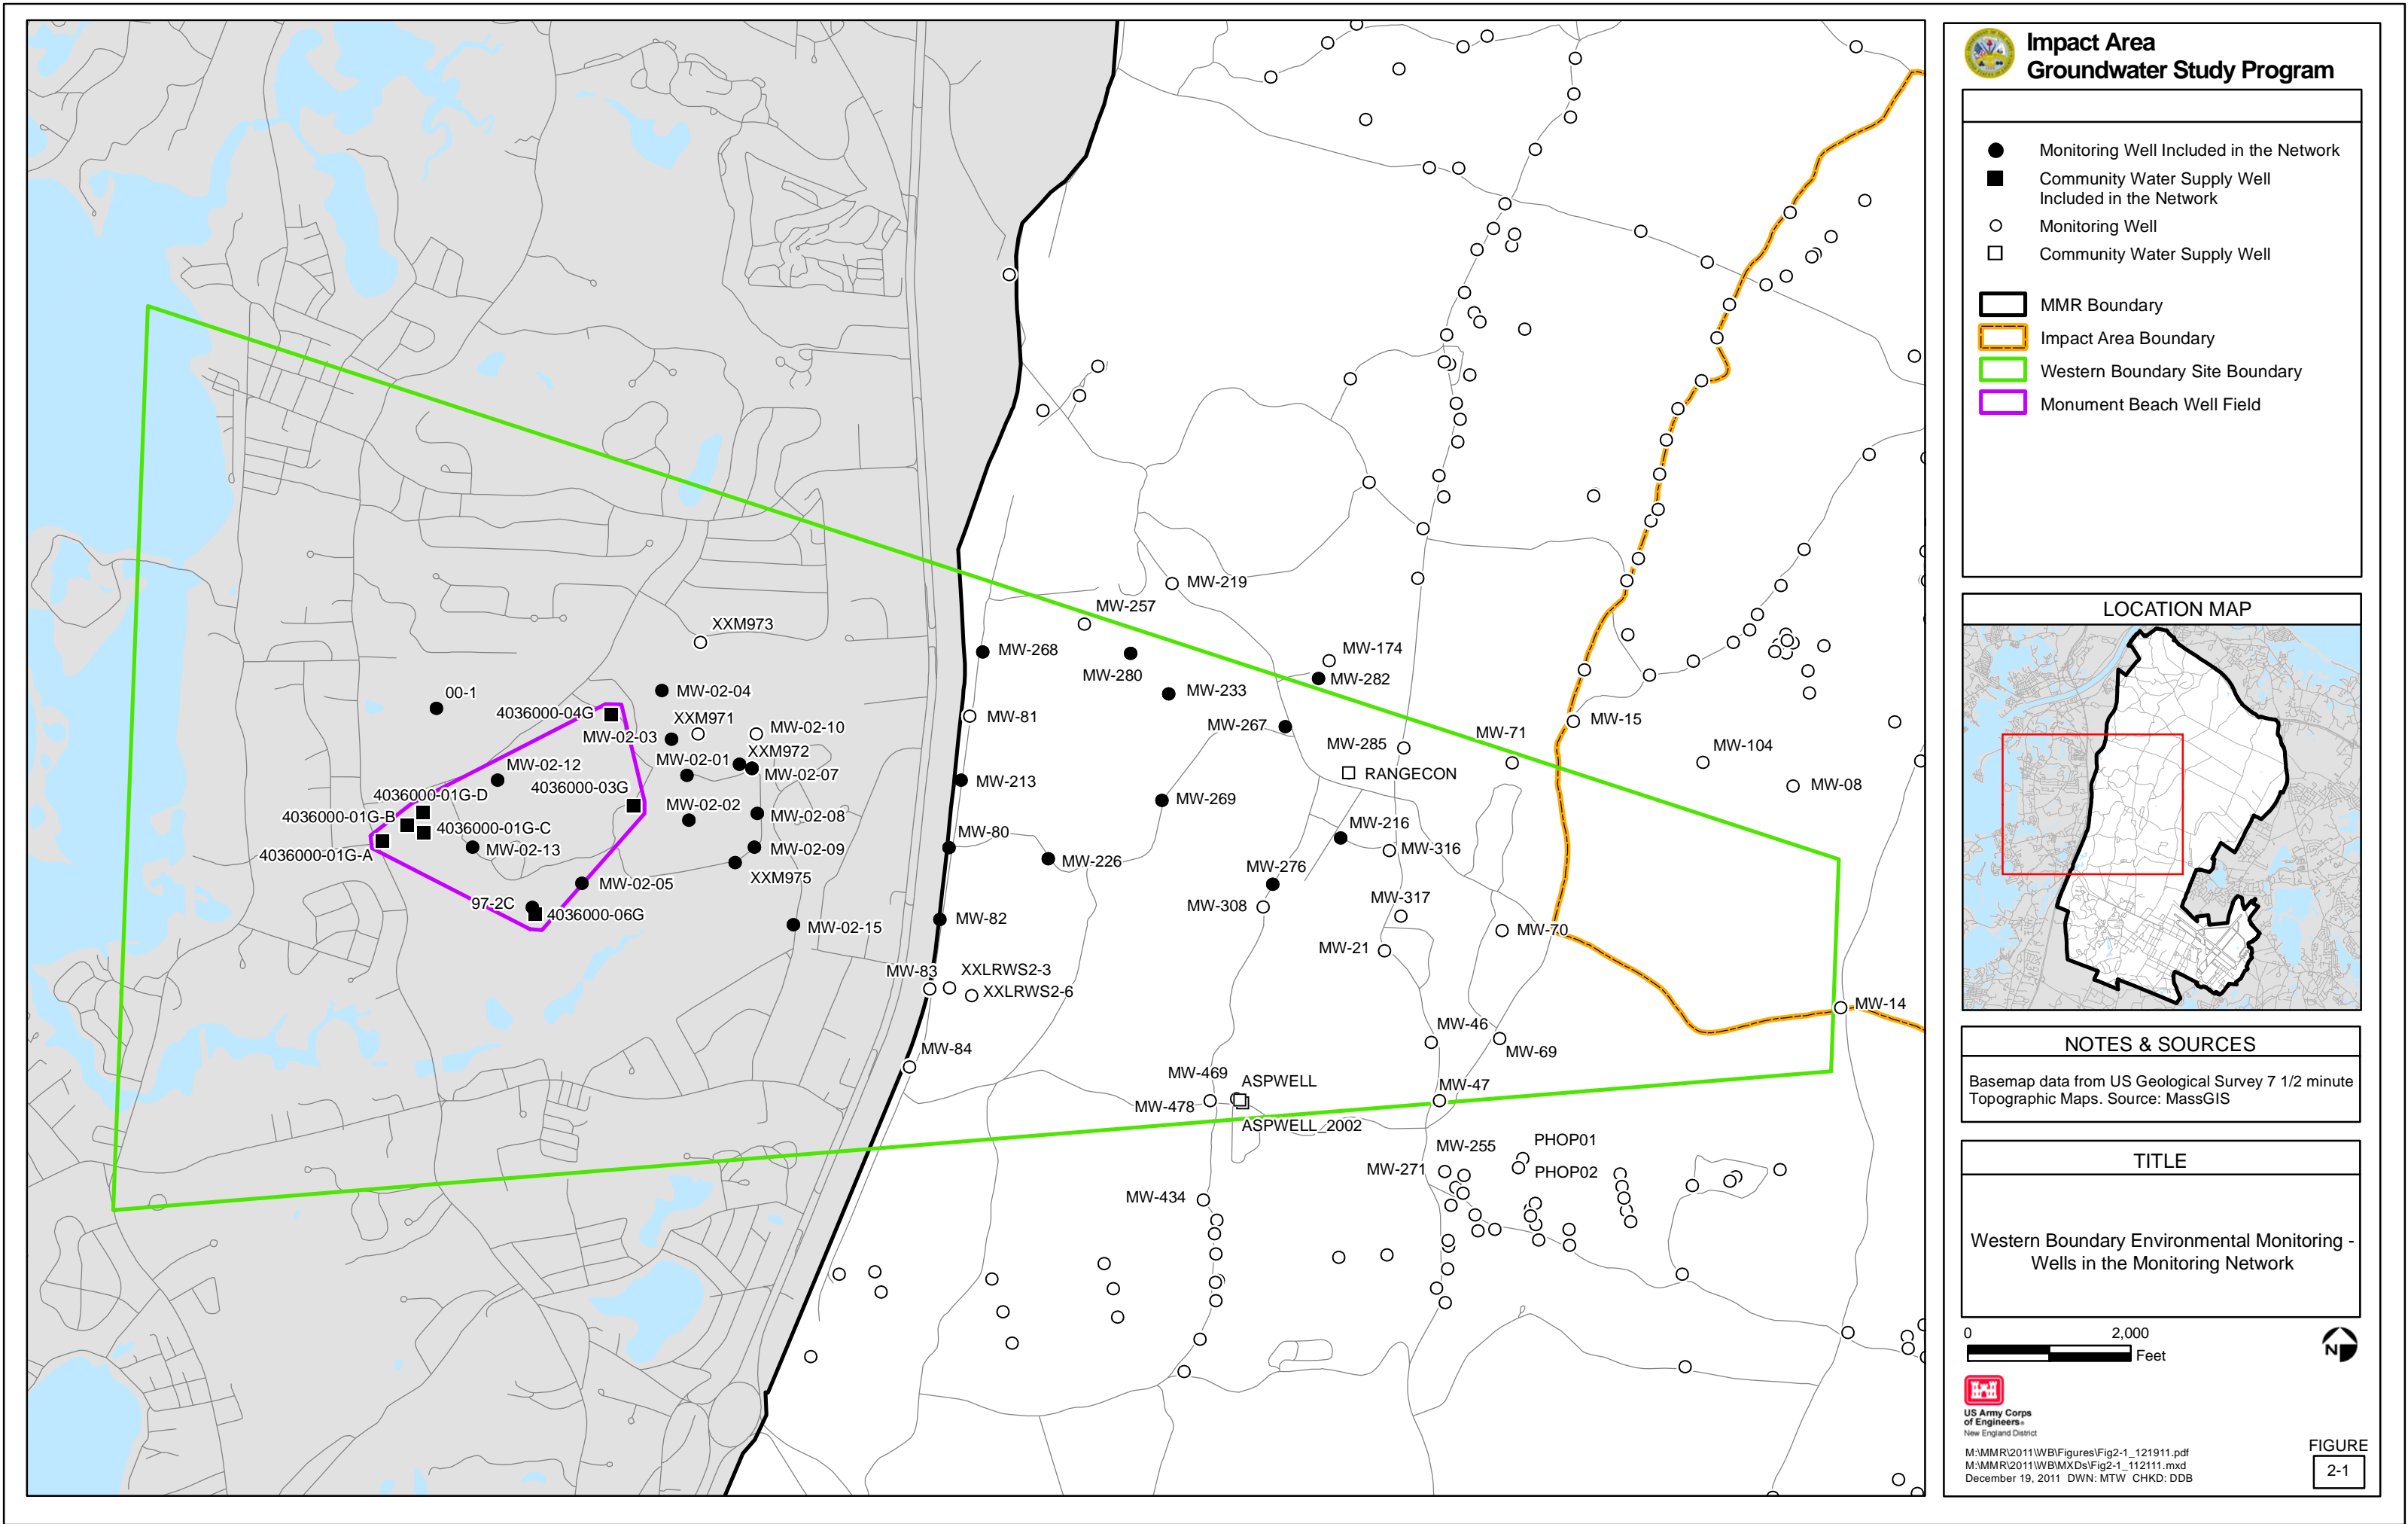 XXM973
MW-219
MW-257
MW-268
MW-280
MW-174
MW-282
MW-233
00-1
MW-02-04
4036000-04G
XXM971
MW-81
MW-267
MW-15
MW-02-10
MW-02-03
MW-285
MW-71
MW-104
XXM972
MW-02-01
MW-02-07
RANGECON
MW-213
MW-08
MW-02-12
4036000-03G
4036000-01G-D
MW-02-02
MW-269
4036000-01G-B
MW-02-08
MW-216
4036000-01G-C
MW-80
MW-02-13
MW-02-09
MW-316
4036000-01G-A
MW-226
MW-276
XXM975
MW-02-05
97-2C
4036000-06G
MW-308
MW-317
MW-82
MW-02-15
MW-70
MW-21
MW-83
XXLRWS2-3
XXLRWS2-6
MW-14
MW-46
MW-84
MW-69
MW-469
ASPWELL
MW-47
MW-478
ASPWELL_2002
MW-255
PHOP01
MW-271
PHOP02
MW-434
Impact Area
Groundwater Study Program
Monitoring Well Included in the Network
Community Water Supply Well
Included in the Network
Monitoring Well
Community Water Supply Well
MMR Boundary
Impact Area Boundary
Western Boundary Site Boundary
Monument Beach Well Field
LOCATION MAP
NOTES & SOURCES
Basemap data from US Geological Survey 7 1/2 minute
Topographic Maps. Source: MassGIS
TITLE
Western Boundary Environmental Monitoring -
Wells in the Monitoring Network
0 2,000
Feet
N
US Army Corps
of Engineers®
New England District
M:\MMR\2011\WB\Figures\Fig2-1_121911.pdf
M:\MMR\2011\WB\MXDs\Fig2-1_112111.mxd
December 19, 2011 DWN: MTW CHKD: DDB
FIGURE
2-1